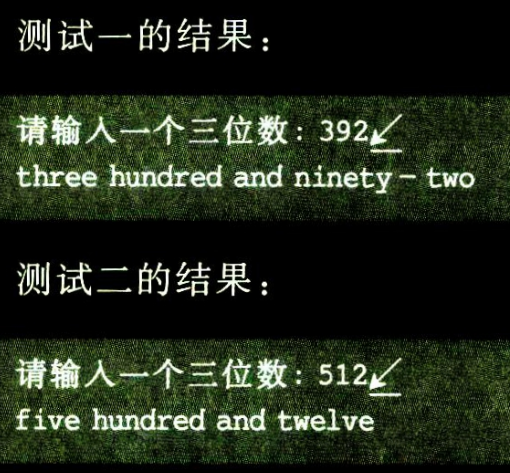 测试一的结果：
请输入一个三位数: 392↙
three hundred and ninety-two
测试二的结果：
请输入一个三位数: 512↙
five hundred and twelve